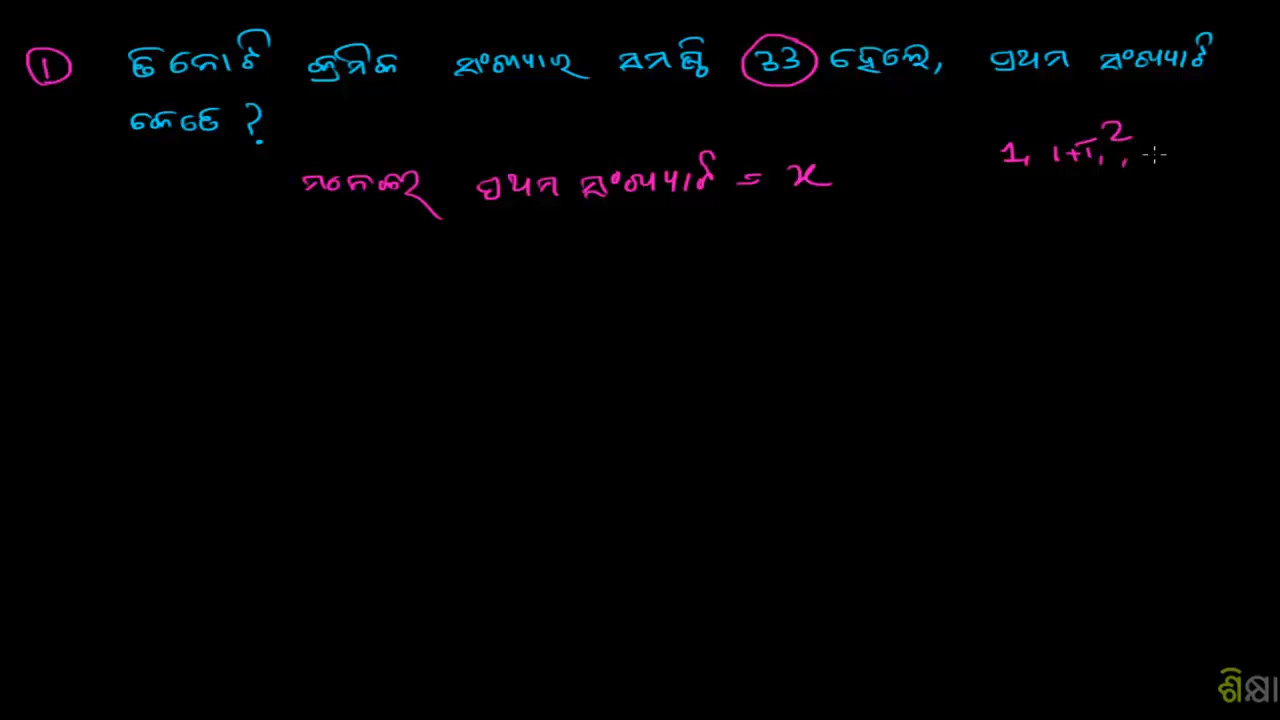 ① ତିନୋଟି କ୍ରମିକ ସଂଖ୍ୟାର ସମଷ୍ଟି 33 ହେଲେ, ପ୍ରଥମ ସଂଖ୍ୟାଟି
କେତେ ?
1, 1+1, 2,
ମନେକର ପ୍ରଥମ ସଂଖ୍ୟାଟି = x
ଶିକ୍ଷା